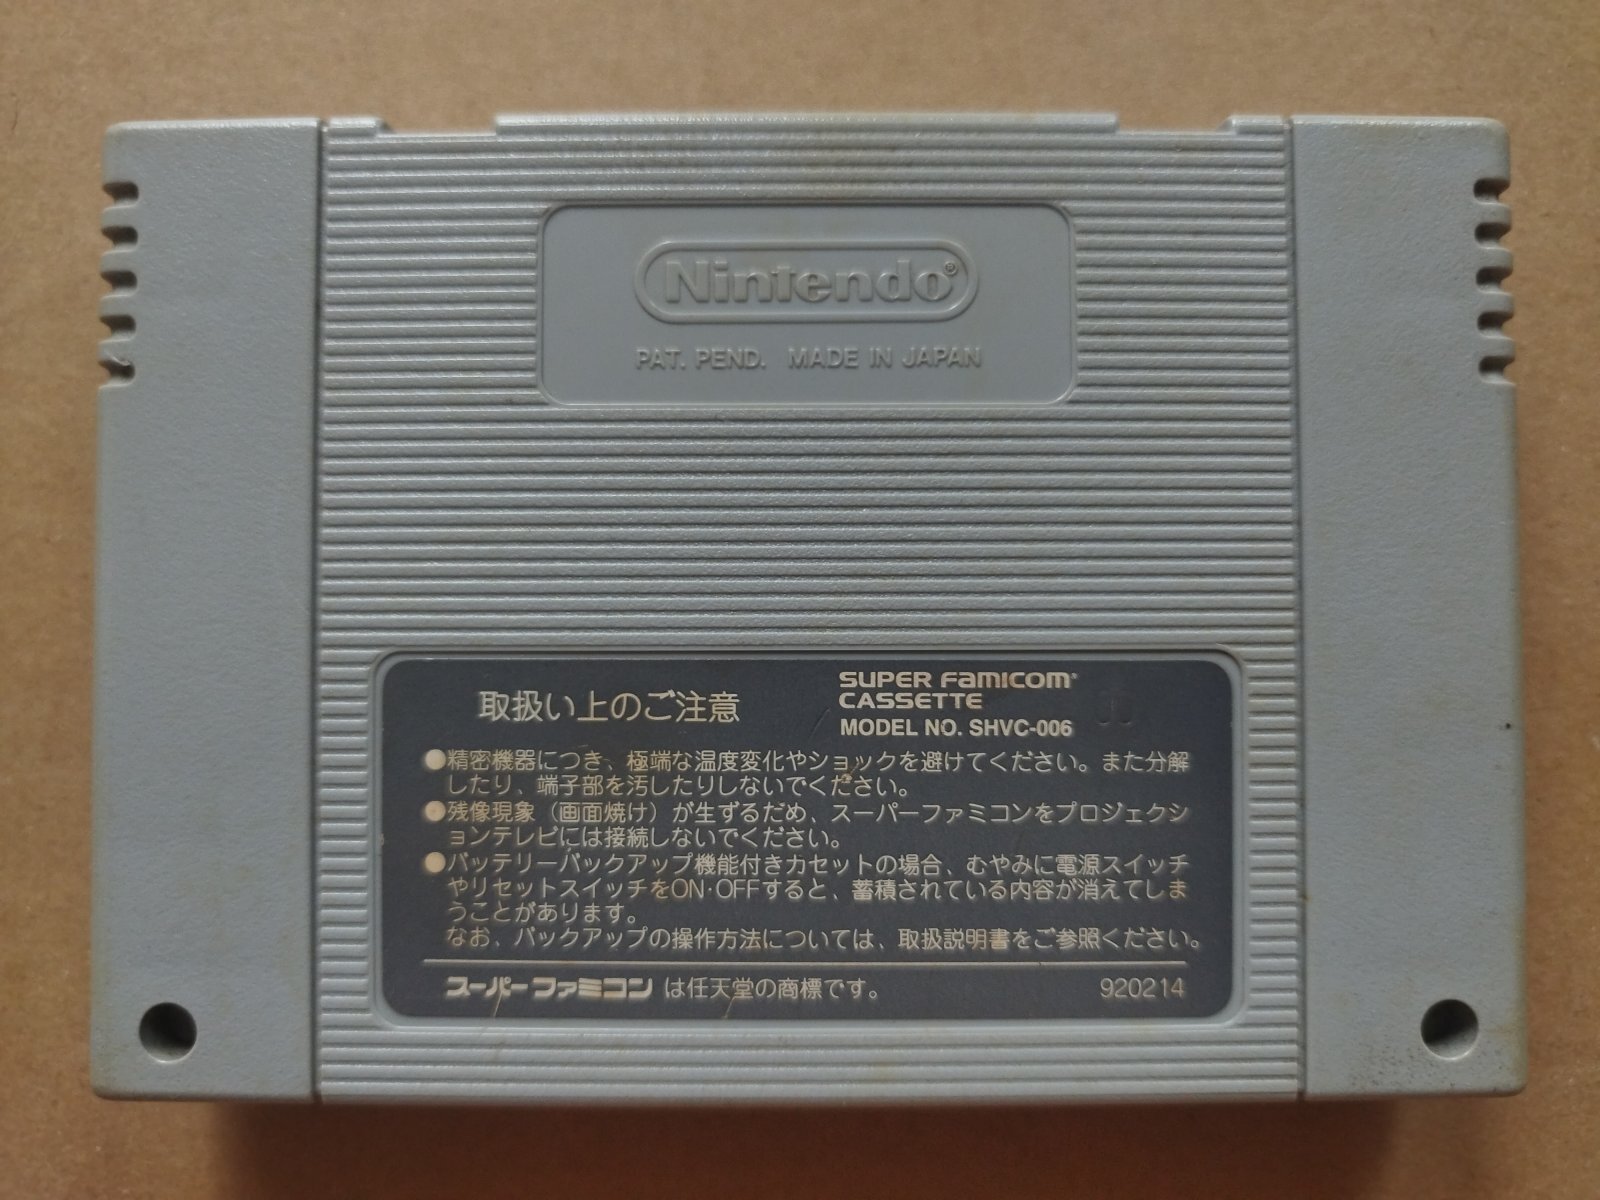 Nintendo®
PAT. PEND. MADE IN JAPAN
取扱い上のご注意
SUPER FAMICOM
CASSETTE
MODEL NO. SHVC-006
●精密機器につき、極端な温度変化やショックを避けてください。また分解
したり、端子部を汚したりしないでください。
●残像現象（画面焼け）が生ずるだめ、スーパーファミコンをプロジェクシ
ョンテレビには接続しないでください。
●バッテリーバックアップ機能付きカセットの場合、むやみに電源スイッチ
やリセットスイッチをON·OFFすると、蓄積されている内容が消えてしま
うことがあります。
なお、バックアップの操作方法については、取扱説明書をご参照ください。
スーパーファミコン は任天堂の商標です。
920214